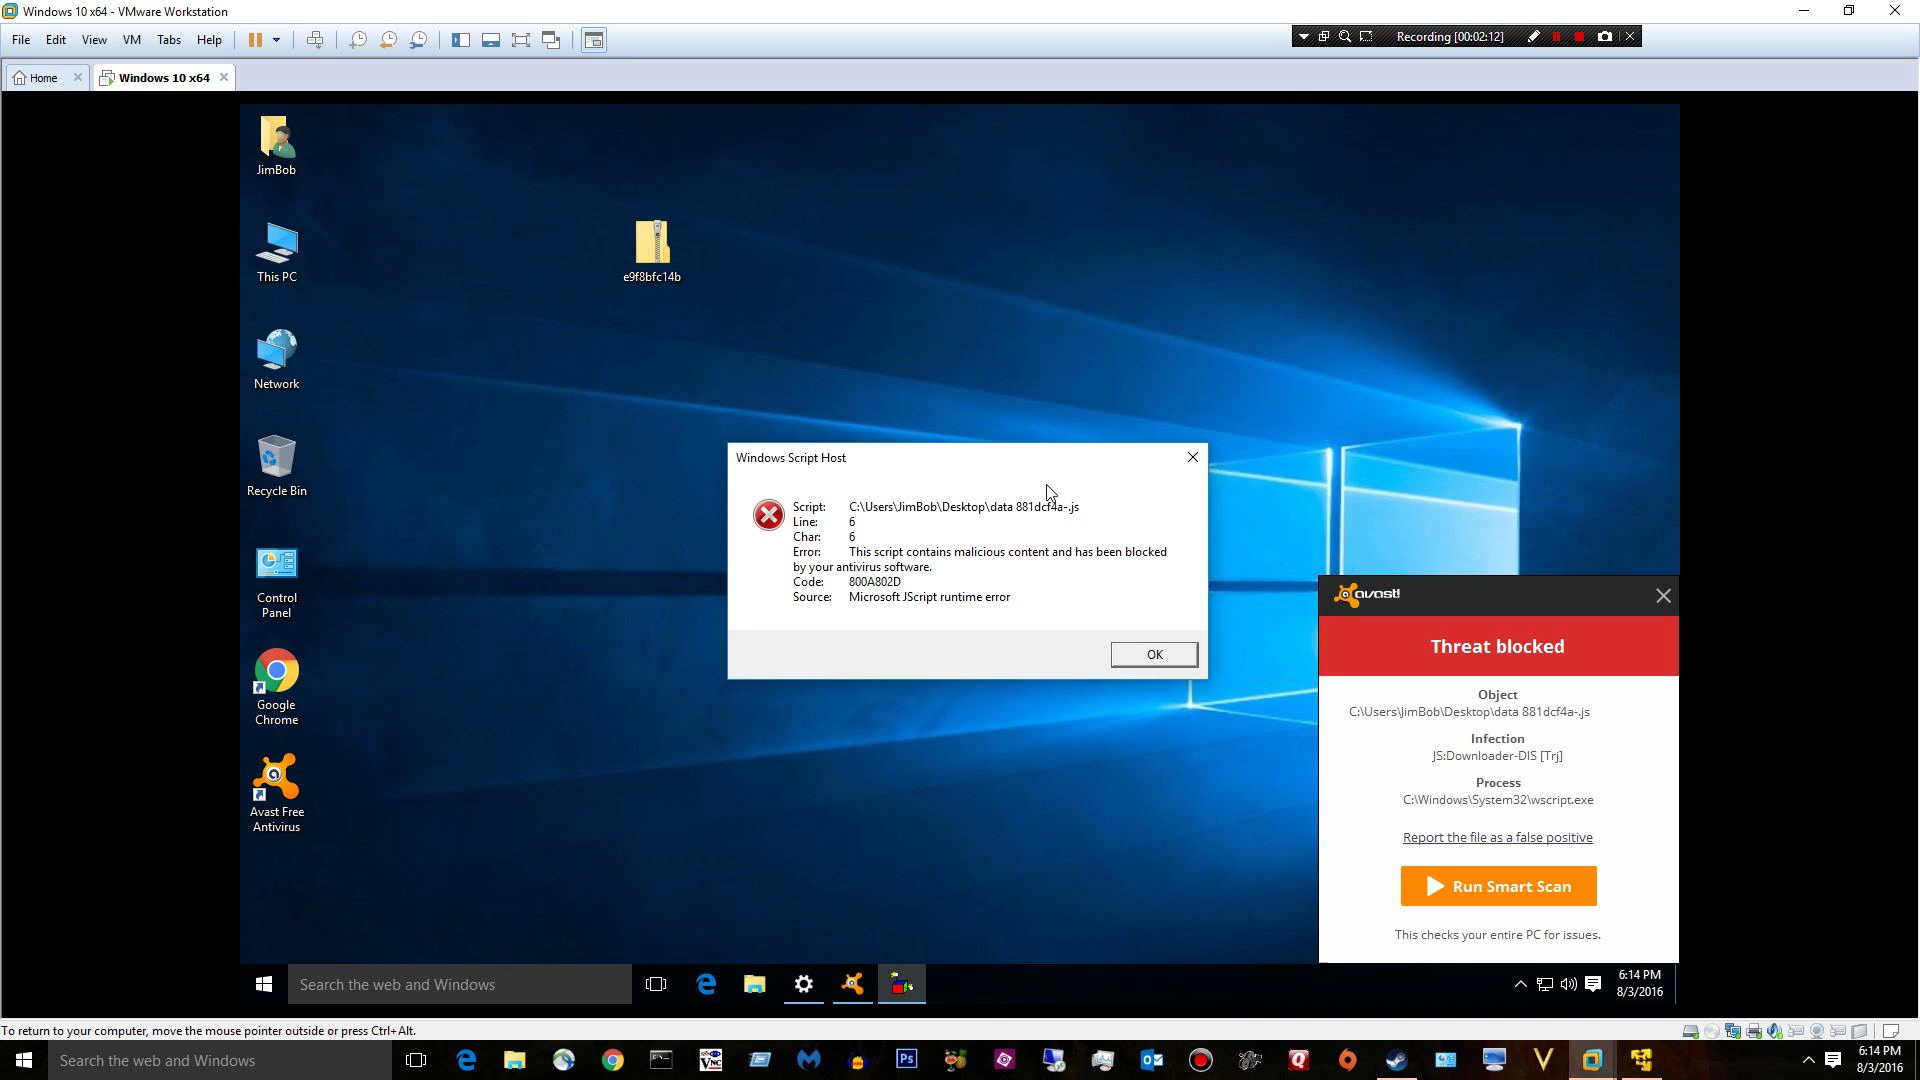 Windows 10 x64 - VMware Workstation
File Edit View VM Tabs Help
Recording [00:02:12]
Home
Windows 10 x64
JimBob
This PC
Network
Recycle Bin
Control
Panel
Google
Chrome
Avast Free
Antivirus
e9f8bfc14b
Windows Script Host
Script: C:\Users\JimBob\Desktop\data 881dcf4a-.js
Line: 6
Char: 6
Error: This script contains malicious content and has been blocked
by your antivirus software.
Code: 800A802D
Source: Microsoft JScript runtime error
OK
avast!
Threat blocked
Object
C:\Users\JimBob\Desktop\data 881dcf4a-.js
Infection
JS:Downloader-DIS [Trj]
Process
C:\Windows\System32\wscript.exe
Report the file as a false positive
Run Smart Scan
This checks your entire PC for issues.
Search the web and Windows
6:14 PM
8/3/2016
To return to your computer, move the mouse pointer outside or press Ctrl+Alt.
Search the web and Windows
Ps
6:14 PM
8/3/2016